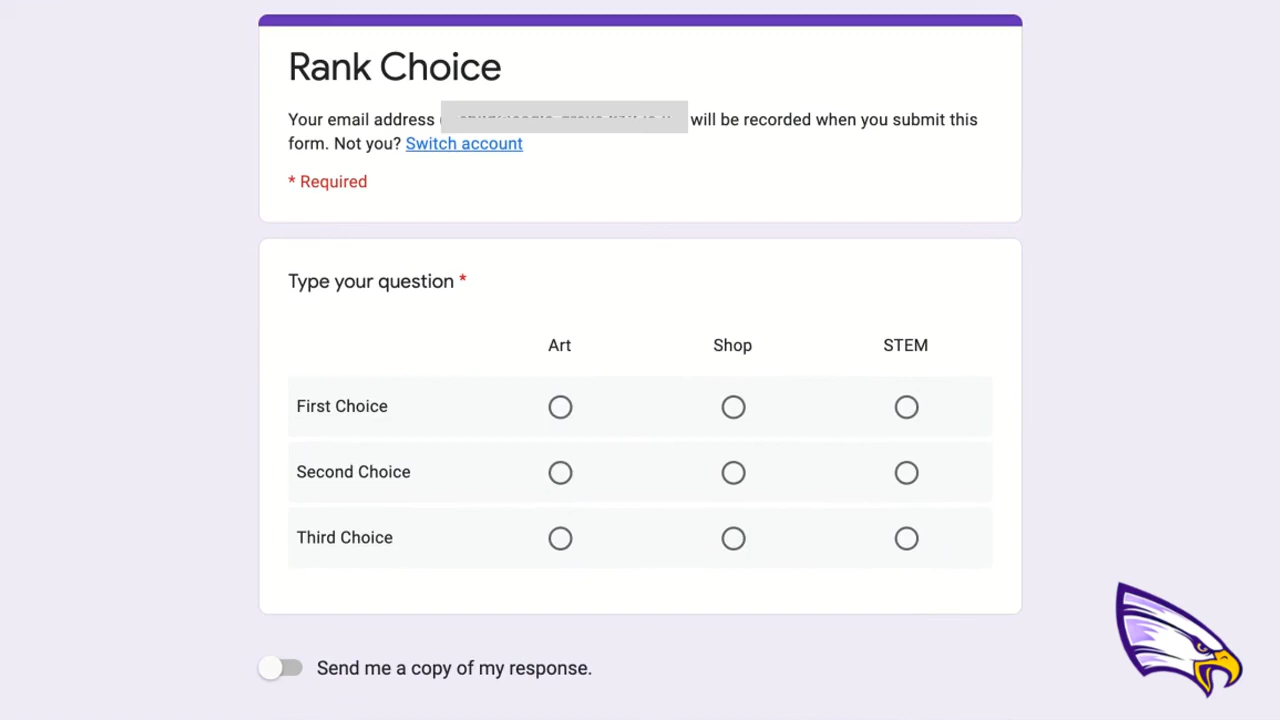 Rank Choice
Your email address ( will be recorded when you submit this
form. Not you? Switch account
* Required
Type your question *
Art Shop STEM
First Choice
Second Choice
Third Choice
Send me a copy of my response.